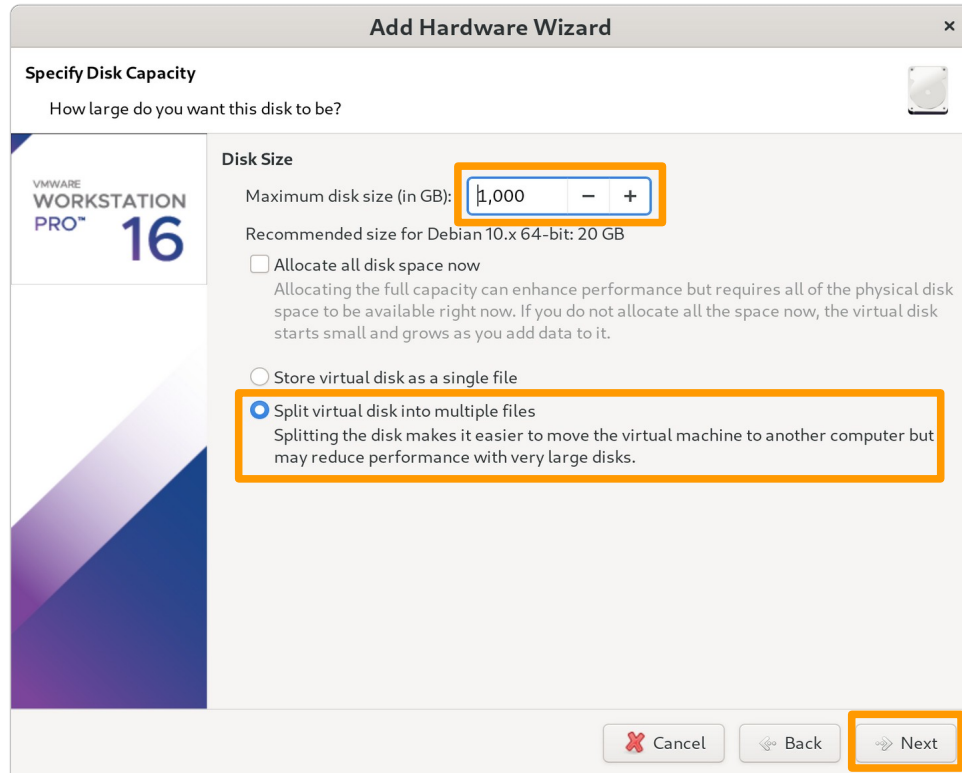 Add Hardware Wizard
×
Specify Disk Capacity
How large do you want this disk to be?
VMWARE
WORKSTATION
PRO™ 16
Disk Size
Maximum disk size (in GB): 1,000 − +
Recommended size for Debian 10.x 64-bit: 20 GB
Allocate all disk space now
Allocating the full capacity can enhance performance but requires all of the physical disk
space to be available right now. If you do not allocate all the space now, the virtual disk
starts small and grows as you add data to it.
Store virtual disk as a single file
Split virtual disk into multiple files
Splitting the disk makes it easier to move the virtual machine to another computer but
may reduce performance with very large disks.
Cancel Back Next